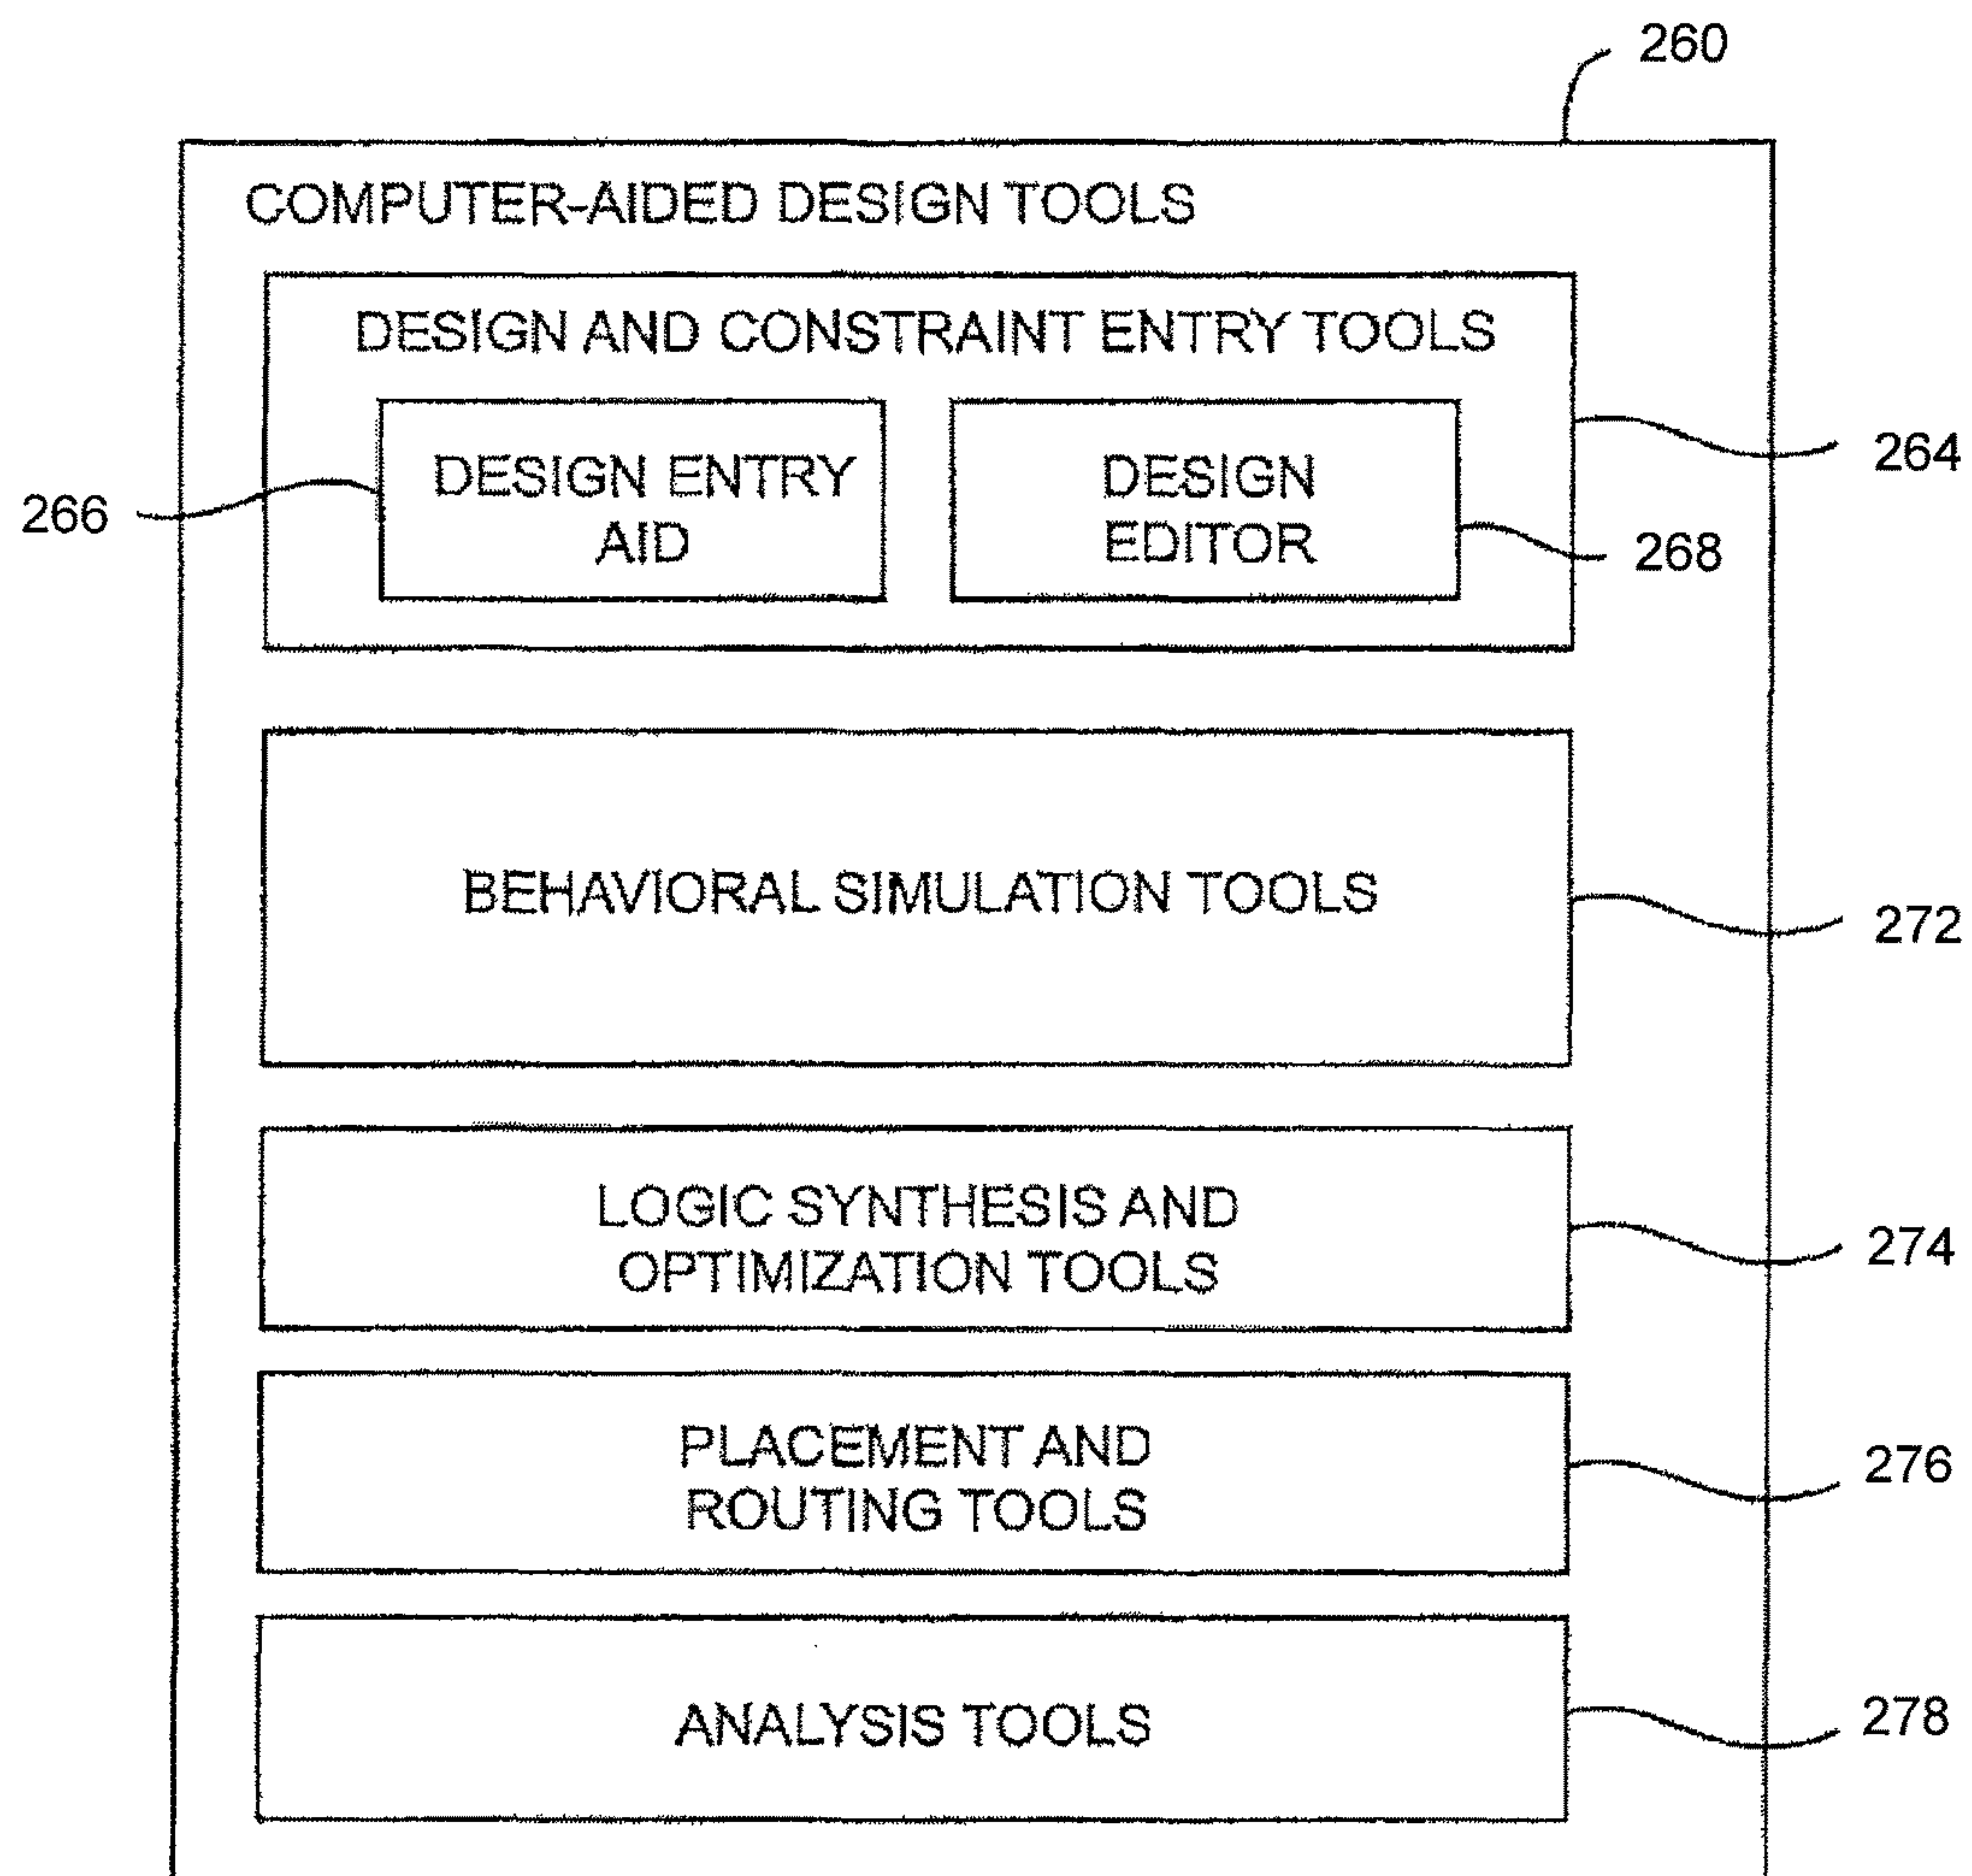 260
COMPUTER-AIDED DESIGN TOOLS
DESIGN AND CONSTRAINT ENTRY TOOLS
264
266
DESIGN ENTRY
AID
DESIGN
EDITOR
268
BEHAVIORAL SIMULATION TOOLS
272
LOGIC SYNTHESIS AND
OPTIMIZATION TOOLS
274
PLACEMENT AND
ROUTING TOOLS
276
ANALYSIS TOOLS
278